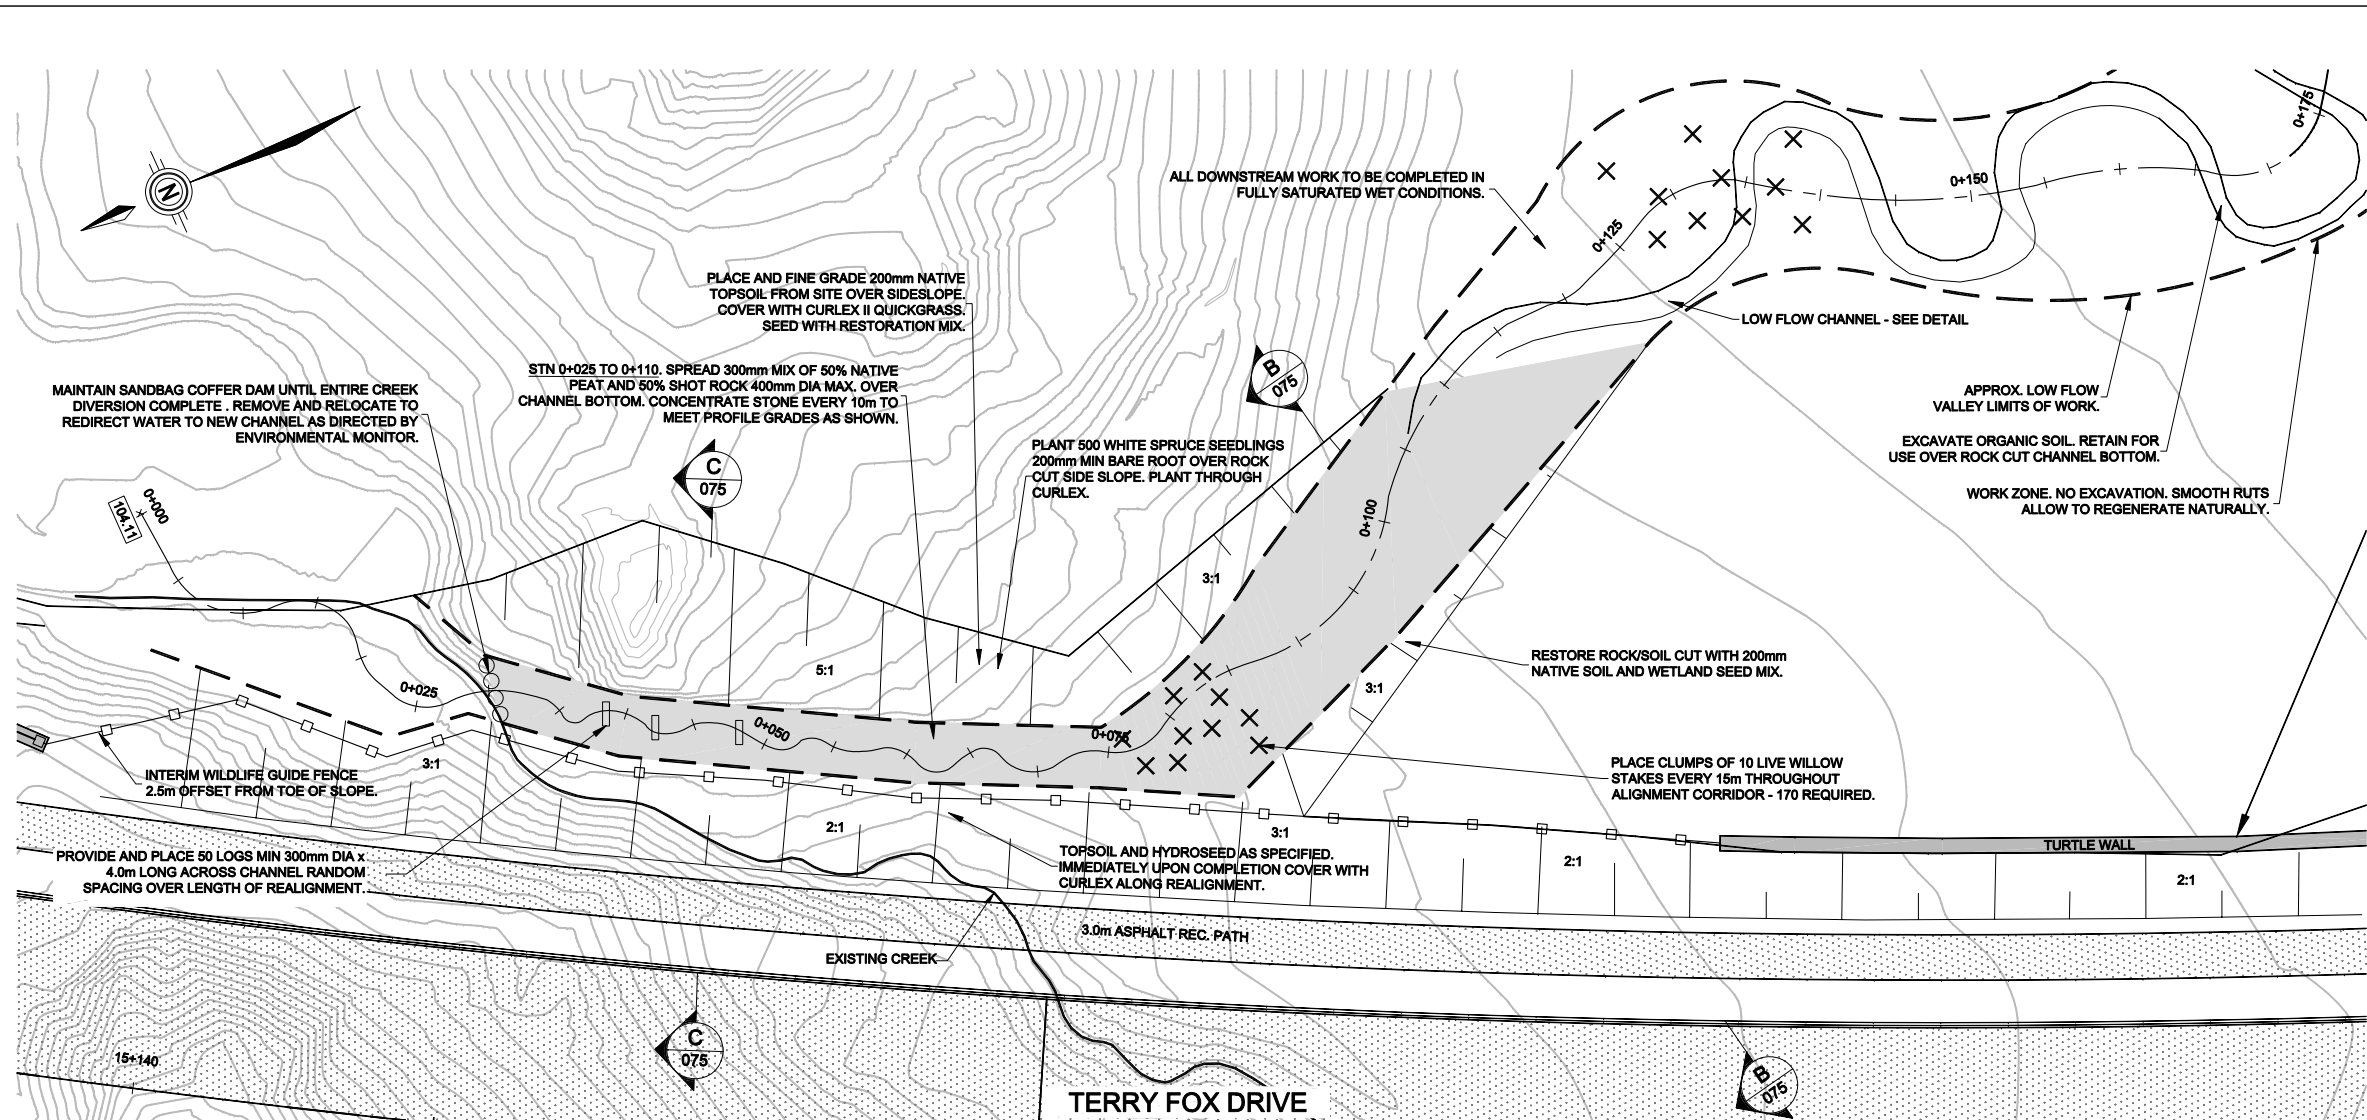 N
ALL DOWNSTREAM WORK TO BE COMPLETED IN
FULLY SATURATED WET CONDITIONS.
0+175
0+150
0+125
PLACE AND FINE GRADE 200mm NATIVE
TOPSOIL FROM SITE OVER SIDESLOPE.
COVER WITH CURLEX II QUICKGRASS.
SEED WITH RESTORATION MIX.
LOW FLOW CHANNEL - SEE DETAIL
STN 0+025 TO 0+110. SPREAD 300mm MIX OF 50% NATIVE
PEAT AND 50% SHOT ROCK 400mm DIA MAX. OVER
CHANNEL BOTTOM. CONCENTRATE STONE EVERY 10m TO
MEET PROFILE GRADES AS SHOWN.
MAINTAIN SANDBAG COFFER DAM UNTIL ENTIRE CREEK
DIVERSION COMPLETE . REMOVE AND RELOCATE TO
REDIRECT WATER TO NEW CHANNEL AS DIRECTED BY
ENVIRONMENTAL MONITOR.
B
075
APPROX. LOW FLOW
VALLEY LIMITS OF WORK.
EXCAVATE ORGANIC SOIL. RETAIN FOR
USE OVER ROCK CUT CHANNEL BOTTOM.
WORK ZONE. NO EXCAVATION. SMOOTH RUTS
ALLOW TO REGENERATE NATURALLY.
PLANT 500 WHITE SPRUCE SEEDLINGS
200mm MIN BARE ROOT OVER ROCK
CUT SIDE SLOPE. PLANT THROUGH
CURLEX.
C
075
0+000
104.11
0+100
3:1
5:1
RESTORE ROCK/SOIL CUT WITH 200mm
NATIVE SOIL AND WETLAND SEED MIX.
3:1
0+025
0+050
0+075
3:1
INTERIM WILDLIFE GUIDE FENCE
2.5m OFFSET FROM TOE OF SLOPE.
PLACE CLUMPS OF 10 LIVE WILLOW
STAKES EVERY 15m THROUGHOUT
ALIGNMENT CORRIDOR - 170 REQUIRED.
2:1
3:1
TURTLE WALL
2:1
2:1
PROVIDE AND PLACE 50 LOGS MIN 300mm DIA x
4.0m LONG ACROSS CHANNEL RANDOM
SPACING OVER LENGTH OF REALIGNMENT.
TOPSOIL AND HYDROSEED AS SPECIFIED.
IMMEDIATELY UPON COMPLETION COVER WITH
CURLEX ALONG REALIGNMENT.
3.0m ASPHALT REC. PATH
EXISTING CREEK
C
075
15+140
B
075
TERRY FOX DRIVE